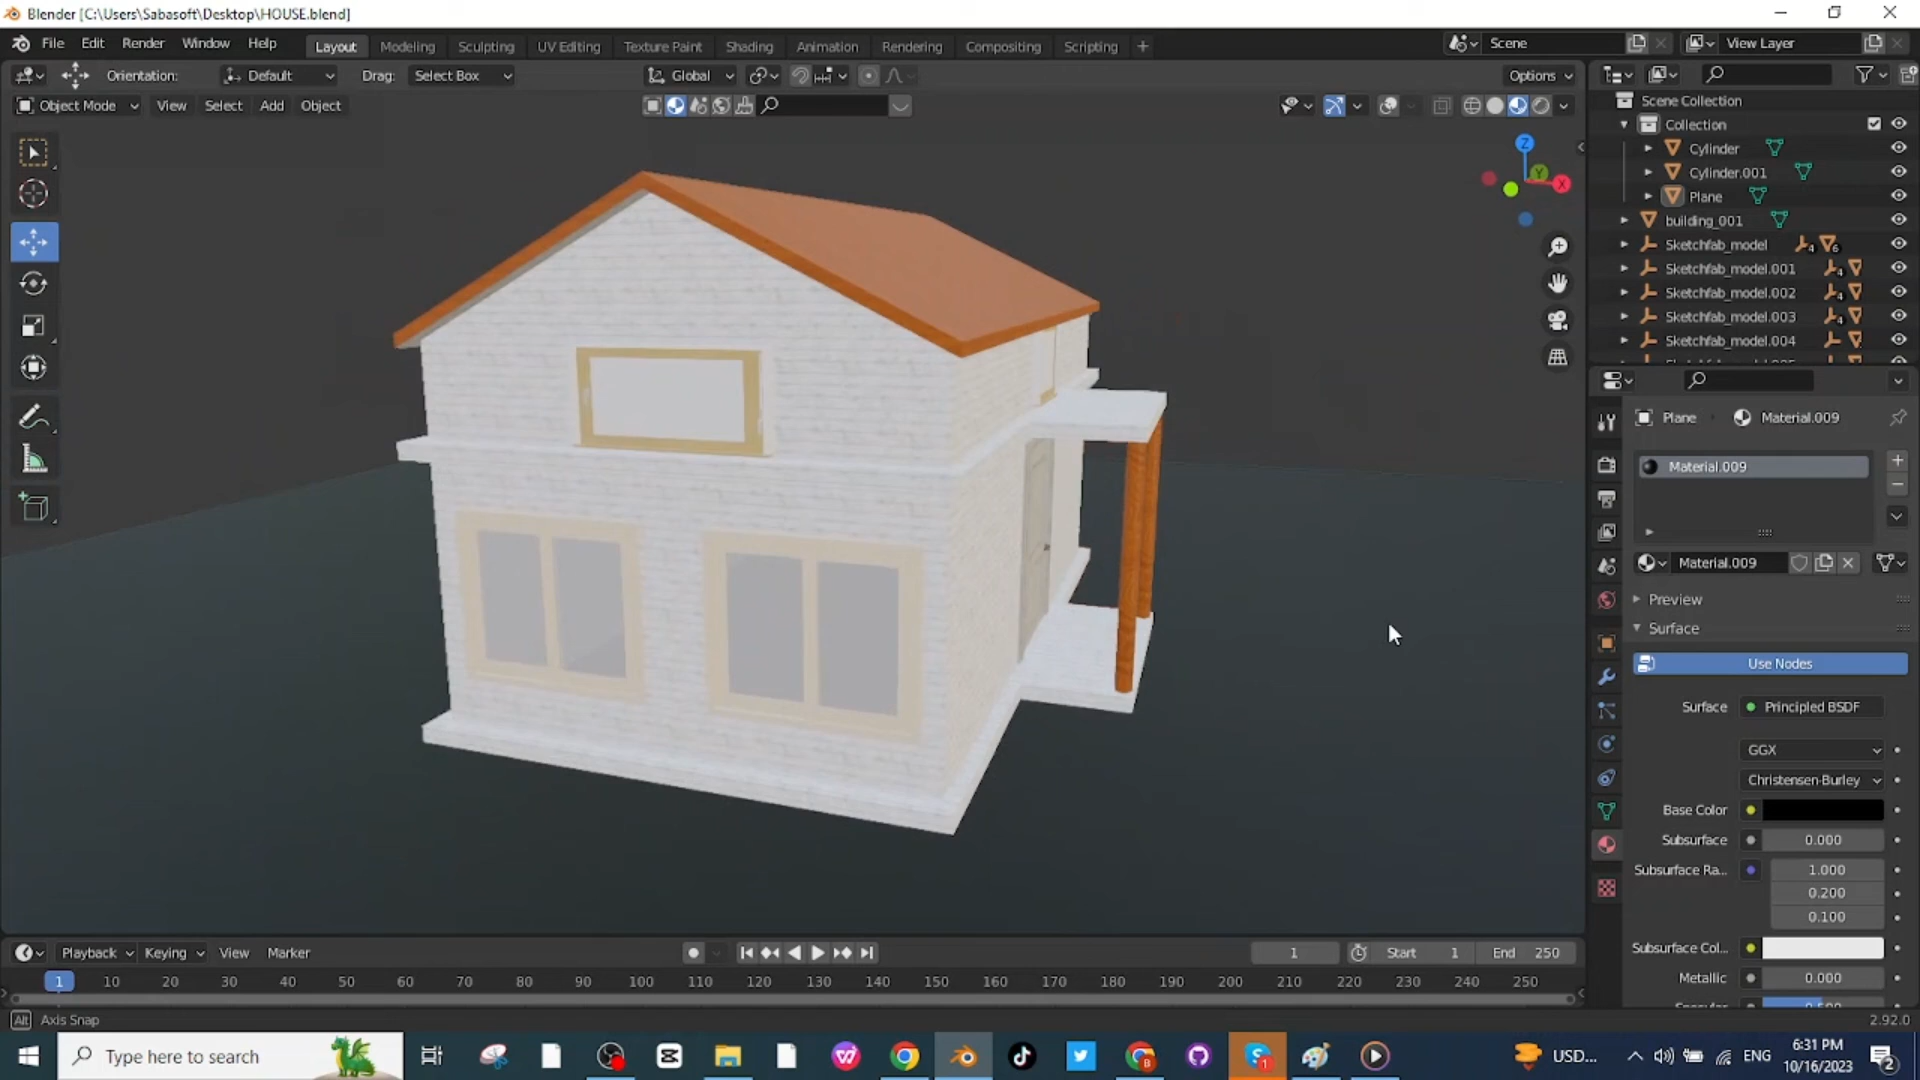 Blender [C:\Users\Sabasoft\Desktop\HOUSE.blend]
File Edit Render Window Help Layout Modeling Sculpting UV Editing Texture Paint Shading Animation Rendering Compositing Scripting + Scene View Layer
Orientation: Default Drag: Select Box Global Options
Object Mode View Select Add Object
Scene Collection
Collection
Cylinder
Cylinder.001
Plane
building_001
Sketchfab_model 4 6
Sketchfab_model.001 4
Sketchfab_model.002 4
Sketchfab_model.003 4
Sketchfab_model.004
Z
Y
X
Plane Material.009
Material.009
Material.009
Preview
Surface
Use Nodes
Surface Principled BSDF
GGX
Christensen-Burley
Base Color
Subsurface 0.000
Subsurface Ra... 1.000
0.200
0.100
Subsurface Col...
Metallic 0.000
Playback Keying View Marker 1 Start 1 End 250
1 10 20 30 40 50 60 70 80 90 100 110 120 130 140 150 160 170 180 190 200 210 220 230 240 250
Alt Axis Snap 2.92.0
Type here to search USD... ENG 6:31 PM
10/16/2023 2